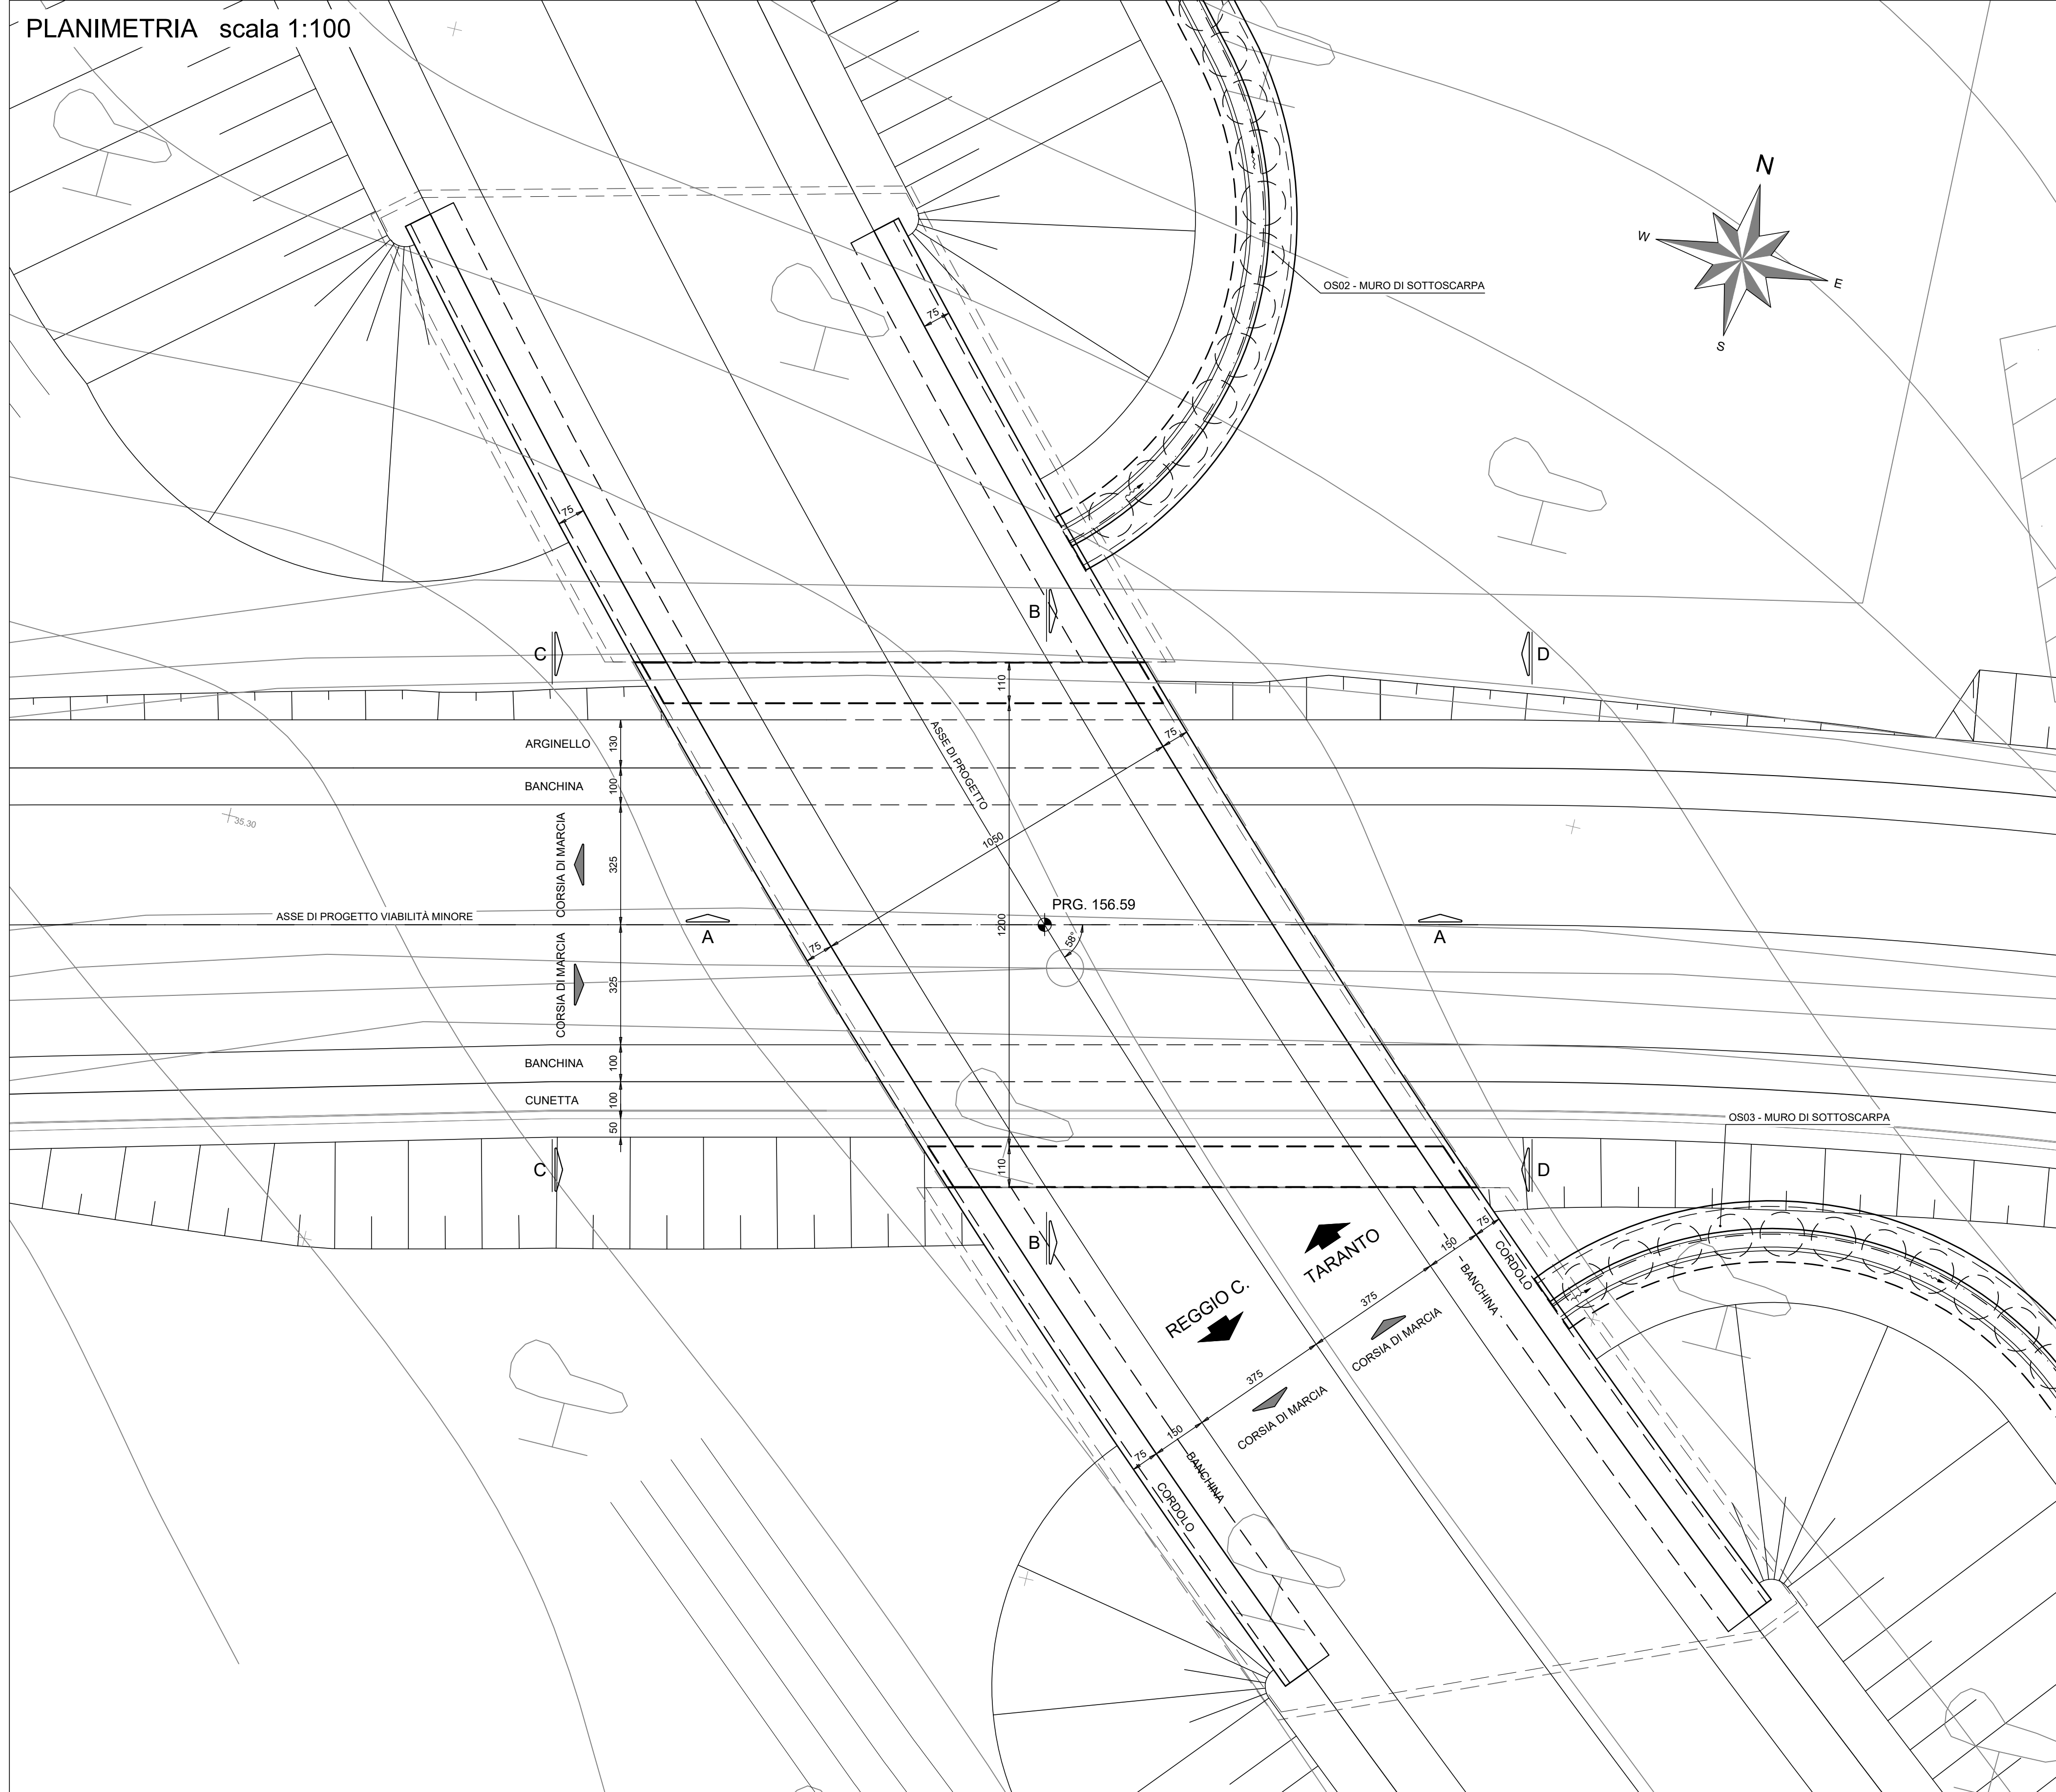 PLANIMETRIA scala 1:100
N
W
E
S
OS02 - MURO DI SOTTOSCARPA
75
75
B
C
D
110
ASSE DI PROGETTO
75
ARGINELLO
130
BANCHINA
100
35.30
CORSIA DI MARCIA
325
1050
ASSE DI PROGETTO VIABILITÀ MINORE
PRG. 156.59
A
A
1200
58°
75
CORSIA DI MARCIA
325
BANCHINA
100
CUNETTA
100
50
OS03 - MURO DI SOTTOSCARPA
C
110
D
B
TARANTO
REGGIO C.
75
150
CORDOLO
BANCHINA
375
CORSIA DI MARCIA
375
CORSIA DI MARCIA
150
75
BANCHINA
CORDOLO